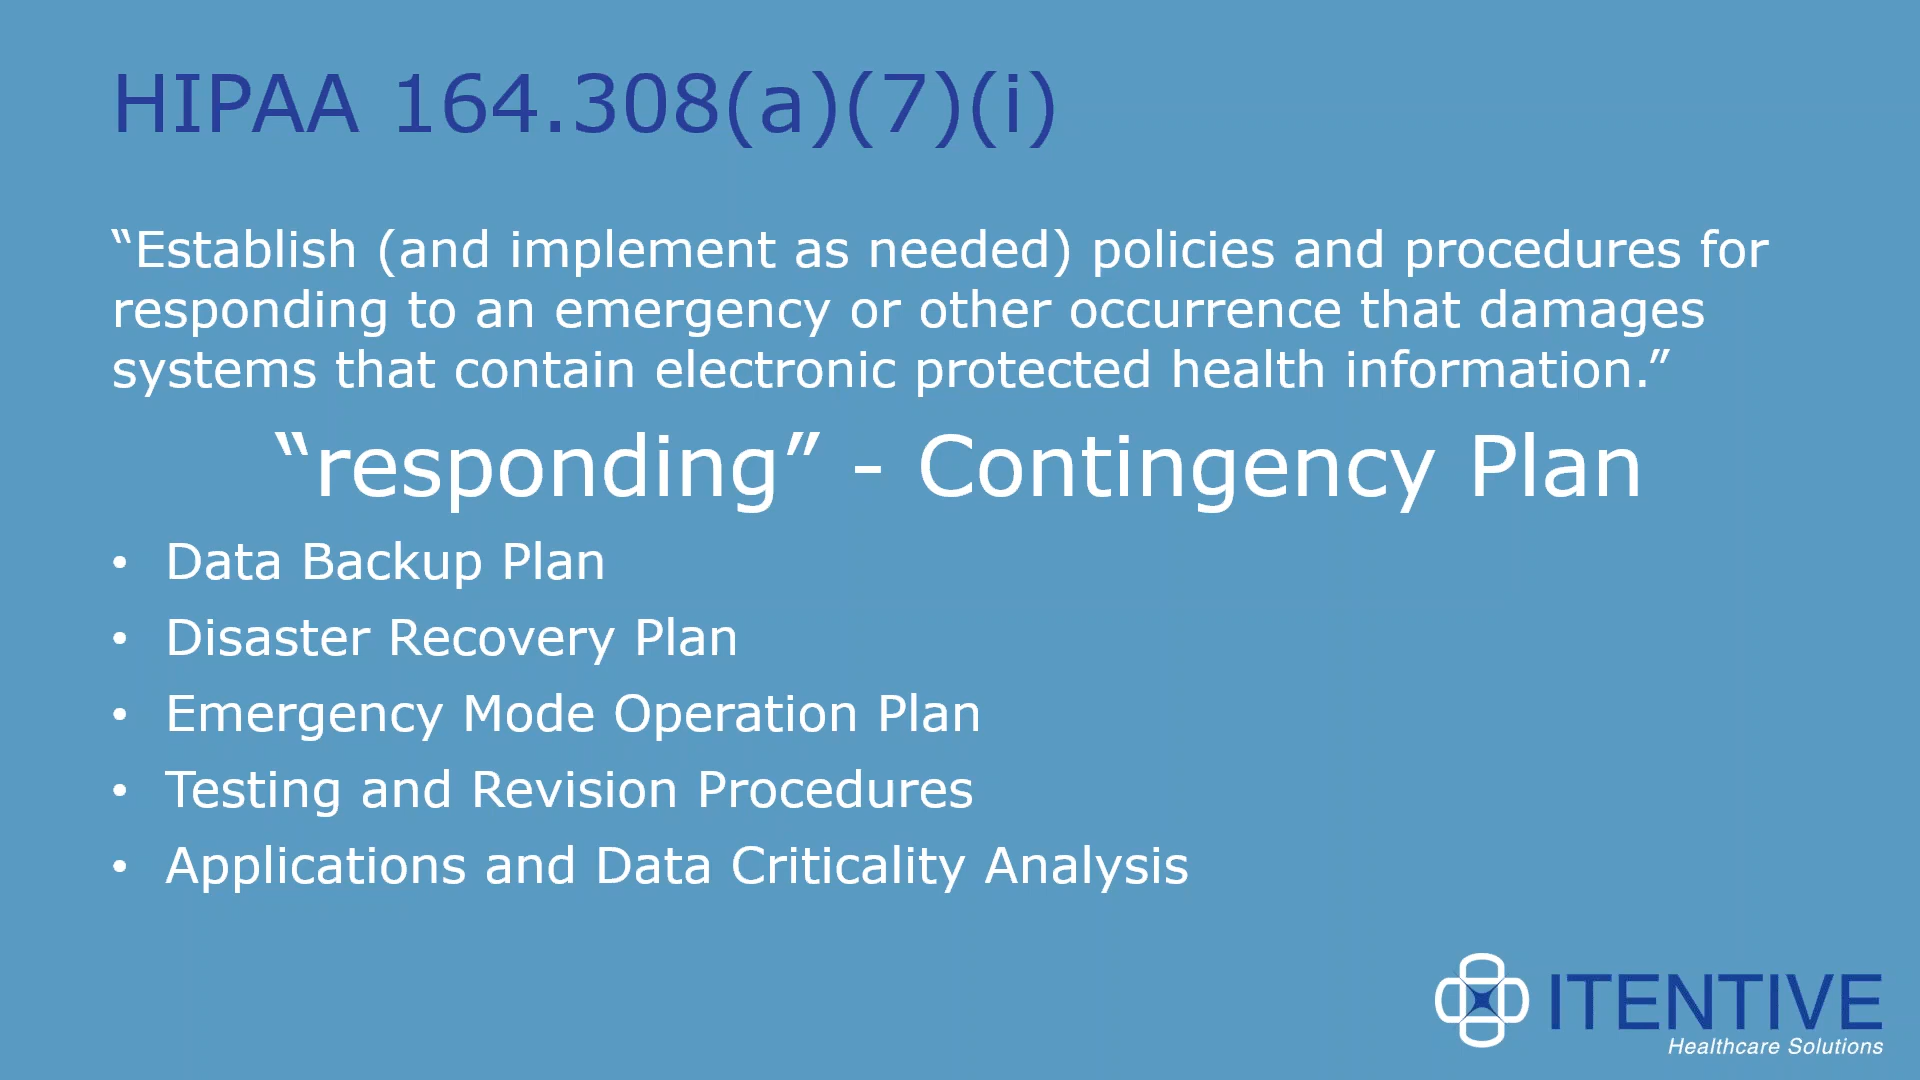 HIPAA 164.308(a)(7)(i)
“Establish (and implement as needed) policies and procedures for
responding to an emergency or other occurrence that damages
systems that contain electronic protected health information.”
“responding” - Contingency Plan
• Data Backup Plan
• Disaster Recovery Plan
• Emergency Mode Operation Plan
• Testing and Revision Procedures
• Applications and Data Criticality Analysis
ITENTIVE
Healthcare Solutions